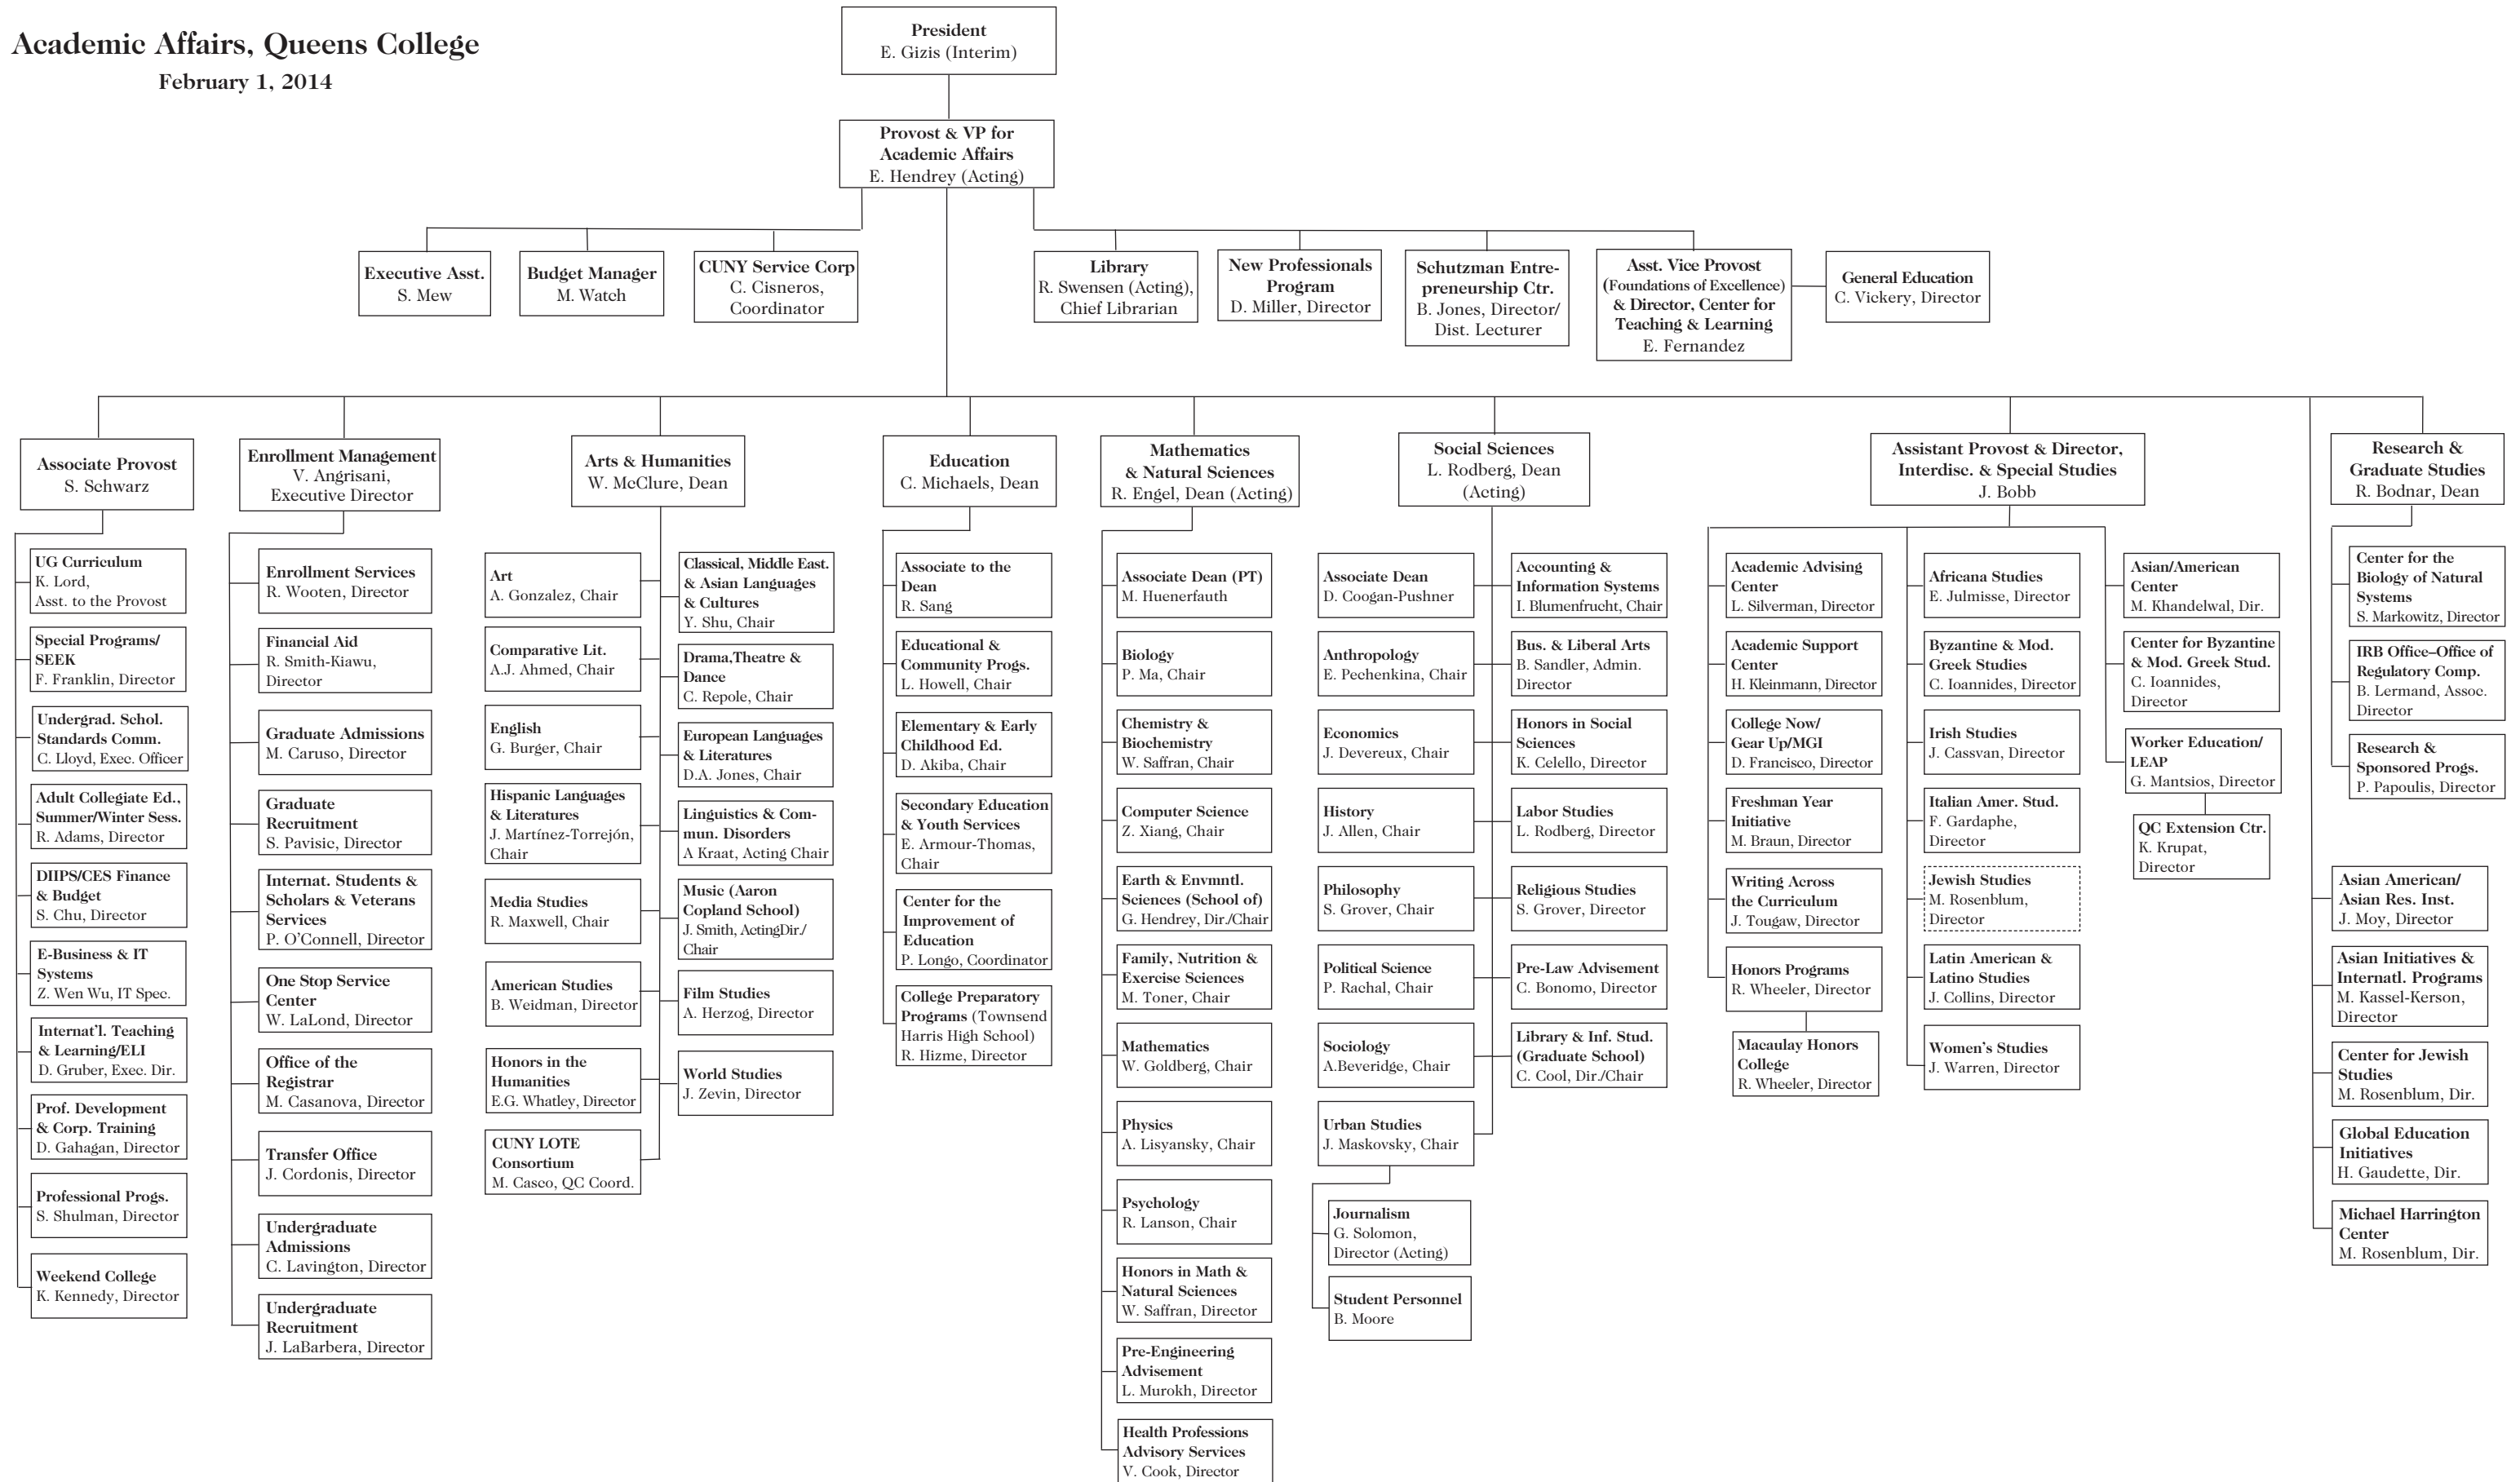 Academic Affairs, Queens College
February 1, 2014
President
E. Gizis (Interim)
Provost & VP for
Academic Affairs
E. Hendrey (Acting)
Executive Asst.
S. Mew
Budget Manager
M. Watch
CUNY Service Corp
C. Cisneros,
Coordinator
Library
R. Swensen (Acting),
Chief Librarian
New Professionals
Program
D. Miller, Director
Schutzman Entre-
preneurship Ctr.
B. Jones, Director/
Dist. Lecturer
Asst. Vice Provost
(Foundations of Excellence)
& Director, Center for
Teaching & Learning
E. Fernandez
General Education
C. Vickery, Director
Associate Provost
S. Schwarz
UG Curriculum
K. Lord,
Asst. to the Provost
Special Programs/
SEEK
F. Franklin, Director
Undergrad. Schol.
Standards Comm.
C. Lloyd, Exec. Officer
Adult Collegiate Ed.,
Summer/Winter Sess.
R. Adams, Director
DIIPS/CES Finance
& Budget
S. Chu, Director
E-Business & IT
Systems
Z. Wen Wu, IT Spec.
Internat'l. Teaching
& Learning/ELI
D. Gruber, Exec. Dir.
Prof. Development
& Corp. Training
D. Gahagan, Director
Professional Progs.
S. Shulman, Director
Weekend College
K. Kennedy, Director
Enrollment Management
V. Angrisani,
Executive Director
Enrollment Services
R. Wooten, Director
Financial Aid
R. Smith-Kiawu,
Director
Graduate Admissions
M. Caruso, Director
Graduate
Recruitment
S. Pavisic, Director
Internat. Students &
Scholars & Veterans
Services
P. O'Connell, Director
One Stop Service
Center
W. LaLond, Director
Office of the
Registrar
M. Casanova, Director
Transfer Office
J. Cordonis, Director
Undergraduate
Admissions
C. Lavington, Director
Undergraduate
Recruitment
J. LaBarbera, Director
Arts & Humanities
W. McClure, Dean
Art
A. Gonzalez, Chair
Comparative Lit.
A.J. Ahmed, Chair
English
G. Burger, Chair
Hispanic Languages
& Literatures
J. Martínez-Torrejón,
Chair
Media Studies
R. Maxwell, Chair
American Studies
B. Weidman, Director
Honors in the
Humanities
E.G. Whatley, Director
CUNY LOTE
Consortium
M. Casco, QC Coord.
Classical, Middle East.
& Asian Languages
& Cultures
Y. Shu, Chair
Drama,Theatre &
Dance
C. Repole, Chair
European Languages
& Literatures
D.A. Jones, Chair
Linguistics & Com-
mun. Disorders
A Kraat, Acting Chair
Music (Aaron
Copland School)
J. Smith, ActingDir./
Chair
Film Studies
A. Herzog, Director
World Studies
J. Zevin, Director
Education
C. Michaels, Dean
Associate to the
Dean
R. Sang
Educational &
Community Progs.
L. Howell, Chair
Elementary & Early
Childhood Ed.
D. Akiba, Chair
Secondary Education
& Youth Services
E. Armour-Thomas,
Chair
Center for the
Improvement of
Education
P. Longo, Coordinator
College Preparatory
Programs (Townsend
Harris High School)
R. Hizme, Director
Mathematics
& Natural Sciences
R. Engel, Dean (Acting)
Associate Dean (PT)
M. Huenerfauth
Biology
P. Ma, Chair
Chemistry &
Biochemistry
W. Saffran, Chair
Computer Science
Z. Xiang, Chair
Earth & Envmntl.
Sciences (School of)
G. Hendrey, Dir./Chair
Family, Nutrition &
Exercise Sciences
M. Toner, Chair
Mathematics
W. Goldberg, Chair
Physics
A. Lisyansky, Chair
Psychology
R. Lanson, Chair
Honors in Math &
Natural Sciences
W. Saffran, Director
Pre-Engineering
Advisement
L. Murokh, Director
Health Professions
Advisory Services
V. Cook, Director
Social Sciences
L. Rodberg, Dean
(Acting)
Associate Dean
D. Coogan-Pushner
Anthropology
E. Pechenkina, Chair
Economics
J. Devereux, Chair
History
J. Allen, Chair
Philosophy
S. Grover, Chair
Political Science
P. Rachal, Chair
Sociology
A.Beveridge, Chair
Urban Studies
J. Maskovsky, Chair
Journalism
G. Solomon,
Director (Acting)
Student Personnel
B. Moore
Accounting &
Information Systems
I. Blumenfrucht, Chair
Bus. & Liberal Arts
B. Sandler, Admin.
Director
Honors in Social
Sciences
K. Celello, Director
Labor Studies
L. Rodberg, Director
Religious Studies
S. Grover, Director
Pre-Law Advisement
C. Bonomo, Director
Library & Inf. Stud.
(Graduate School)
C. Cool, Dir./Chair
Assistant Provost & Director,
Interdisc. & Special Studies
J. Bobb
Academic Advising
Center
L. Silverman, Director
Academic Support
Center
H. Kleinmann, Director
College Now/
Gear Up/MGI
D. Francisco, Director
Freshman Year
Initiative
M. Braun, Director
Writing Across
the Curriculum
J. Tougaw, Director
Honors Programs
R. Wheeler, Director
Macaulay Honors
College
R. Wheeler, Director
Africana Studies
E. Julmisse, Director
Byzantine & Mod.
Greek Studies
C. Ioannides, Director
Irish Studies
J. Cassvan, Director
Italian Amer. Stud.
F. Gardaphe,
Director
Jewish Studies
M. Rosenblum,
Director
Latin American &
Latino Studies
J. Collins, Director
Women's Studies
J. Warren, Director
Asian/American
Center
M. Khandelwal, Dir.
Center for Byzantine
& Mod. Greek Stud.
C. Ioannides,
Director
Worker Education/
LEAP
G. Mantsios, Director
QC Extension Ctr.
K. Krupat,
Director
Research &
Graduate Studies
R. Bodnar, Dean
Center for the
Biology of Natural
Systems
S. Markowitz, Director
IRB Office–Office of
Regulatory Comp.
B. Lermand, Assoc.
Director
Research &
Sponsored Progs.
P. Papoulis, Director
Asian American/
Asian Res. Inst.
J. Moy, Director
Asian Initiatives &
Internatl. Programs
M. Kassel-Kerson,
Director
Center for Jewish
Studies
M. Rosenblum, Dir.
Global Education
Initiatives
H. Gaudette, Dir.
Michael Harrington
Center
M. Rosenblum, Dir.